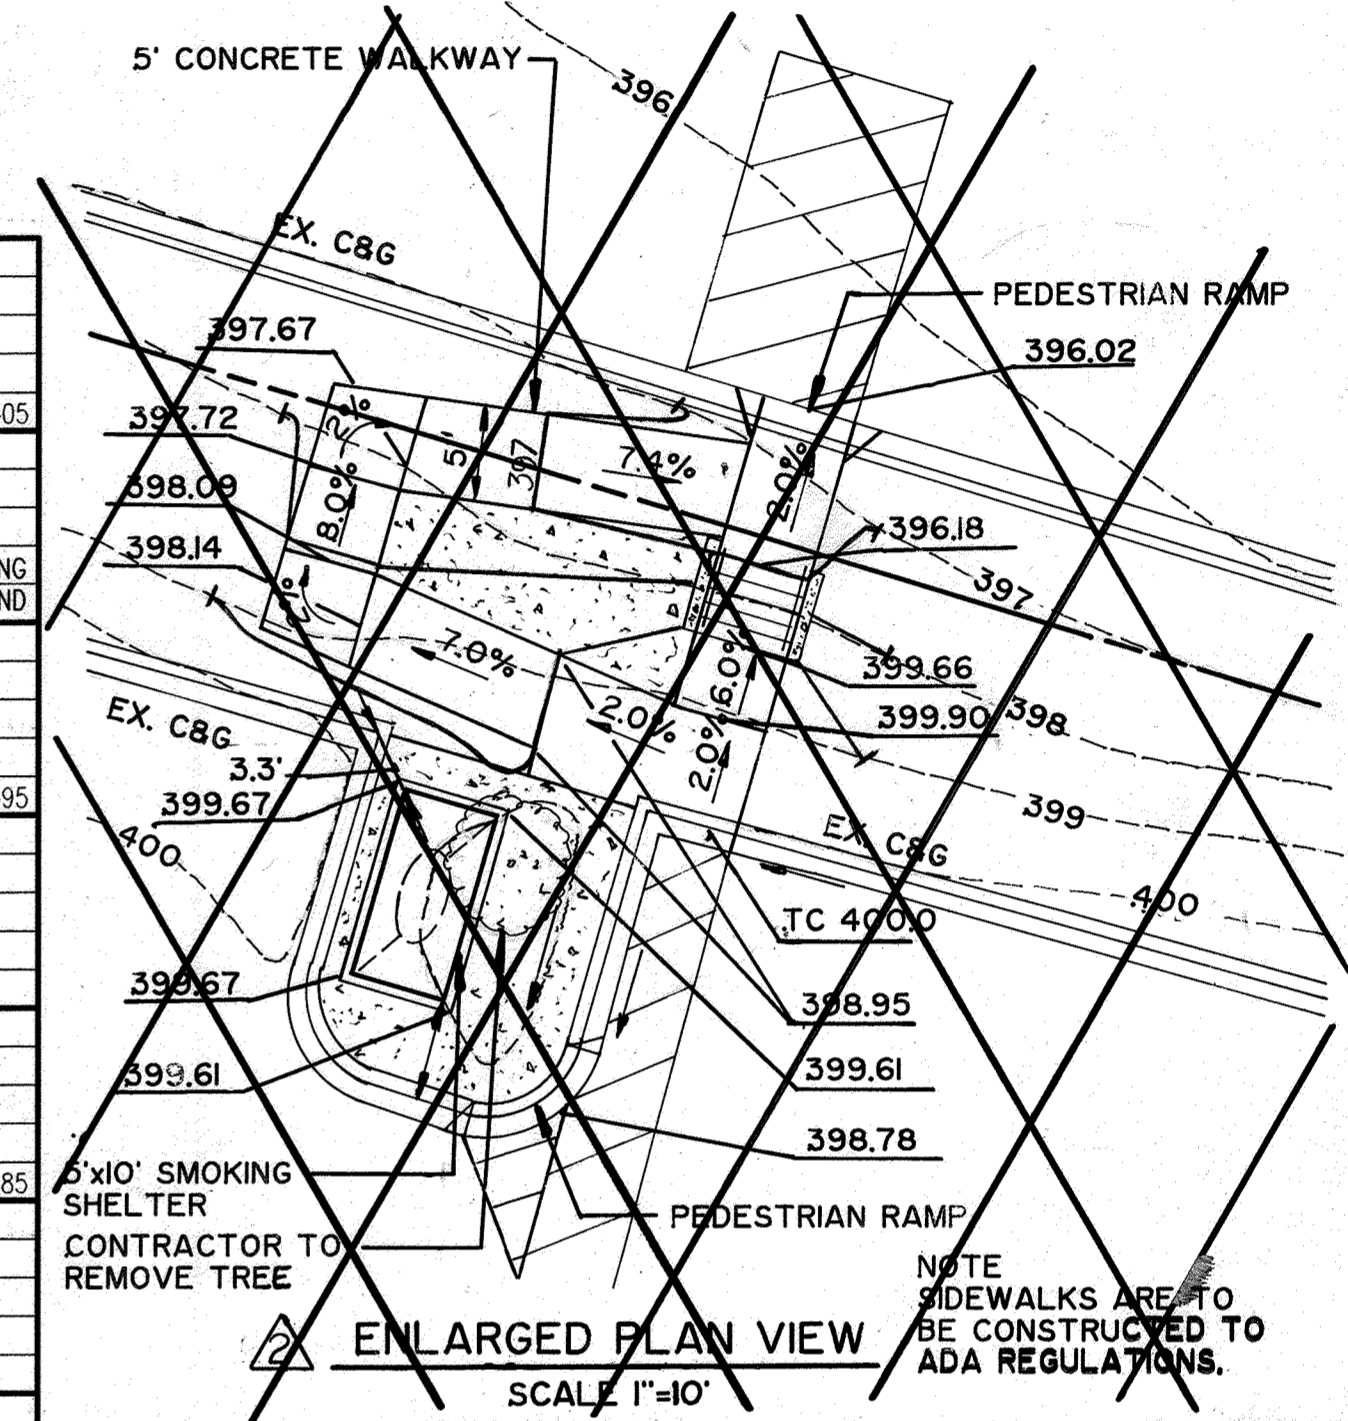 5' CONCRETE WALKWAY
396
EX. C&G
PEDESTRIAN RAMP
397.67
396.02
05
397.72
2%
5'
397
7.4%
2.0%
8.0%
398.09
396.18
398.14
NG
ND
2%
397
7.0%
6.0%
399.66
EX. C&G
2.0%
2.0%
399.90
398
3.3'
399.67
95
399
400
EX. C&G
400
TC 400.0
399.67
398.95
399.61
399.61
398.78
85
5'x10' SMOKING
SHELTER
PEDESTRIAN RAMP
CONTRACTOR TO
REMOVE TREE
NOTE
SIDEWALKS ARE TO
BE CONSTRUCTED TO
ADA REGULATIONS.
2
ENLARGED PLAN VIEW
SCALE 1"=10'